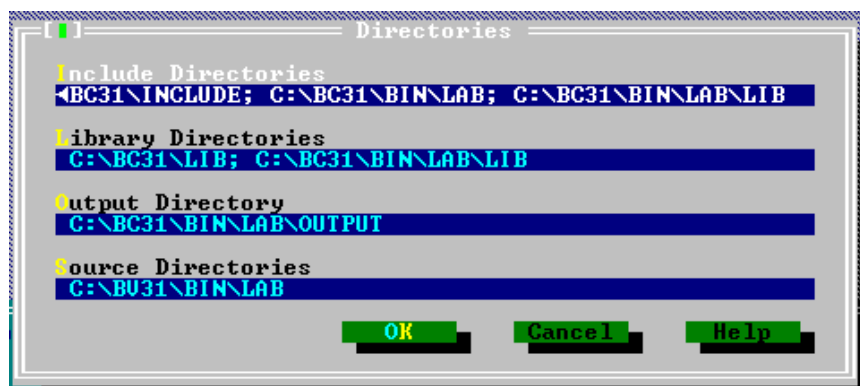 [▮] Directories
Include Directories
◄BC31\INCLUDE; C:\BC31\BIN\LAB; C:\BC31\BIN\LAB\LIB
Library Directories
C:\BC31\LIB; C:\BC31\BIN\LAB\LIB
Output Directory
C:\BC31\BIN\LAB\OUTPUT
Source Directories
C:\BV31\BIN\LAB
OK Cancel Help